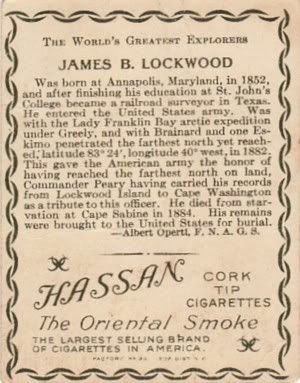 THE WORLD'S GREATEST EXPLORERS
JAMES B. LOCKWOOD
Was born at Annapolis, Maryland, in 1852,
and after finishing his education at St. John's
College became a railroad surveyor in Texas.
He entered the United States army. Was
with the Lady Franklin Bay arctic expedition
under Greely, and with Brainard and one Es-
kimo penetrated the farthest north yet reach-
ed, latitude 83° 24', longitude 40° west, in 1882.
This gave the American army the honor of
having reached the farthest north on land,
Commander Peary having carried his records
from Lockwood Island to Cape Washington
as a tribute to this officer. He died from star-
vation at Cape Sabine in 1884. His remains
were brought to the United States for burial.
—Albert Operti, F. N. A. G. S.
HASSAN
CORK
TIP
CIGARETTES
The Oriental Smoke
THE LARGEST SELLING BRAND
OF CIGARETTES IN AMERICA.
FACTORY No. 30